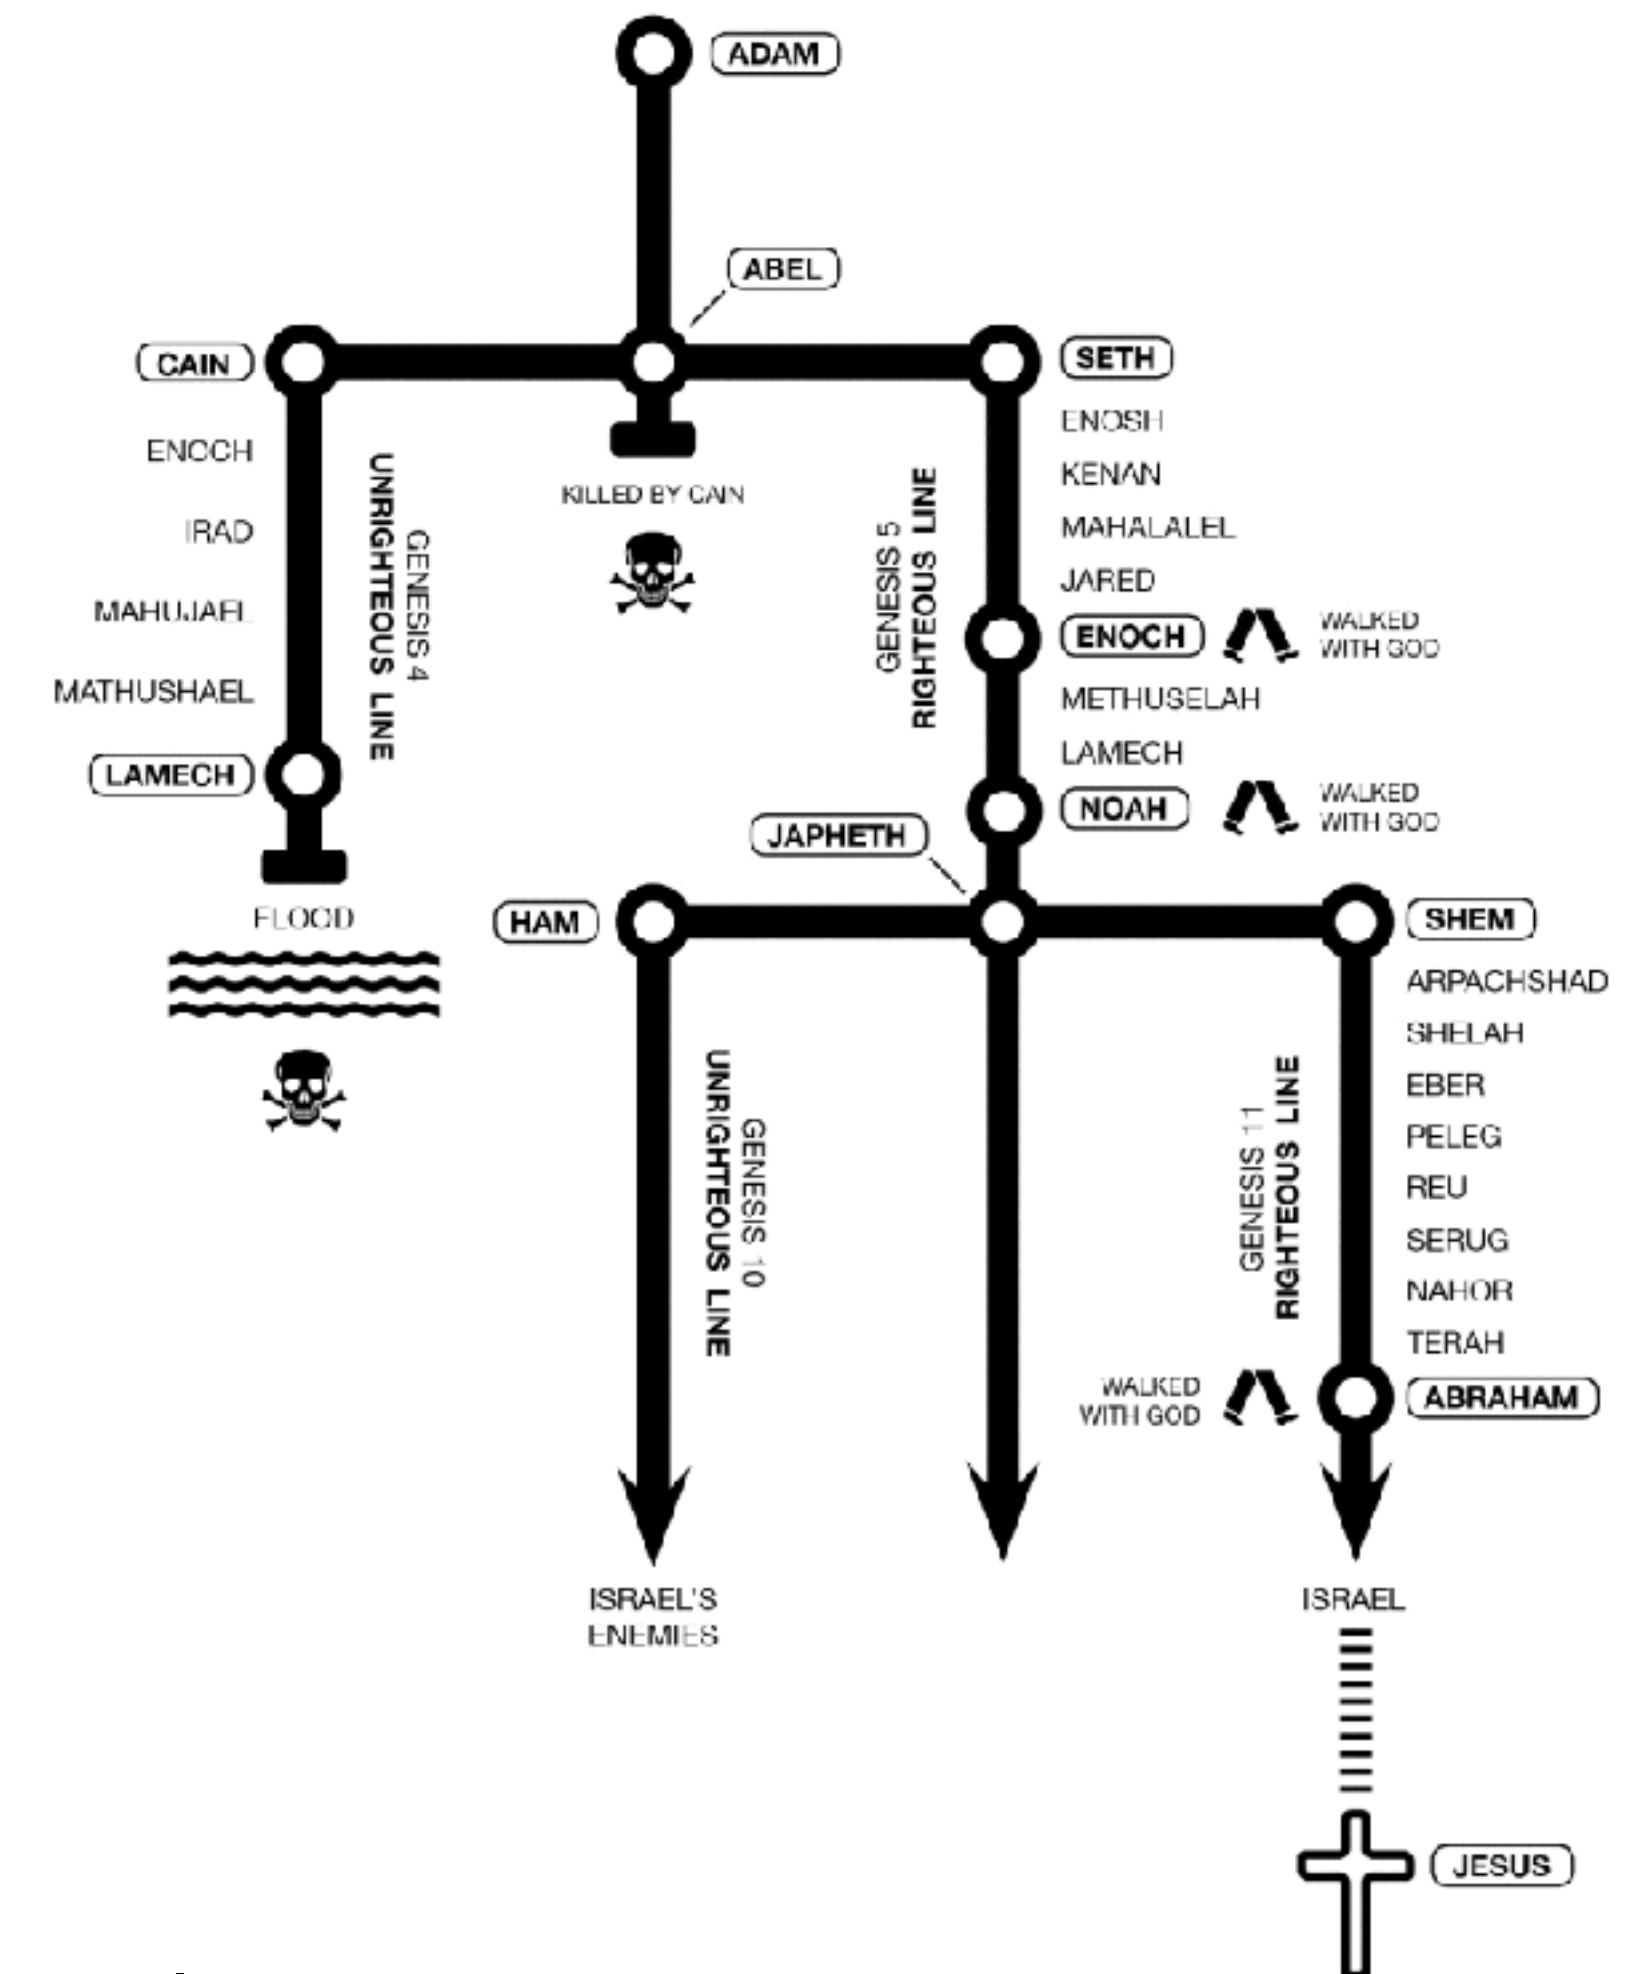 ADAM
ABEL
CAIN
SETH
ENOCH
IRAD
MAHUJAEL
MATHUSHAEL
LAMECH
UNRIGHTEOUS LINE
GENESIS 4
FLOOD
KILLED BY CAIN
GENESIS 5
RIGHTEOUS LINE
ENOSH
KENAN
MAHALALEL
JARED
ENOCH
WALKED
WITH GOD
METHUSELAH
LAMECH
NOAH
WALKED
WITH GOD
JAPHETH
HAM
SHEM
UNRIGHTEOUS LINE
GENESIS 10
GENESIS 11
RIGHTEOUS LINE
ARPACHSHAD
SHELAH
EBER
PELEG
REU
SERUG
NAHOR
TERAH
WALKED
WITH GOD
ABRAHAM
ISRAEL'S
ENEMIES
ISRAEL
JESUS